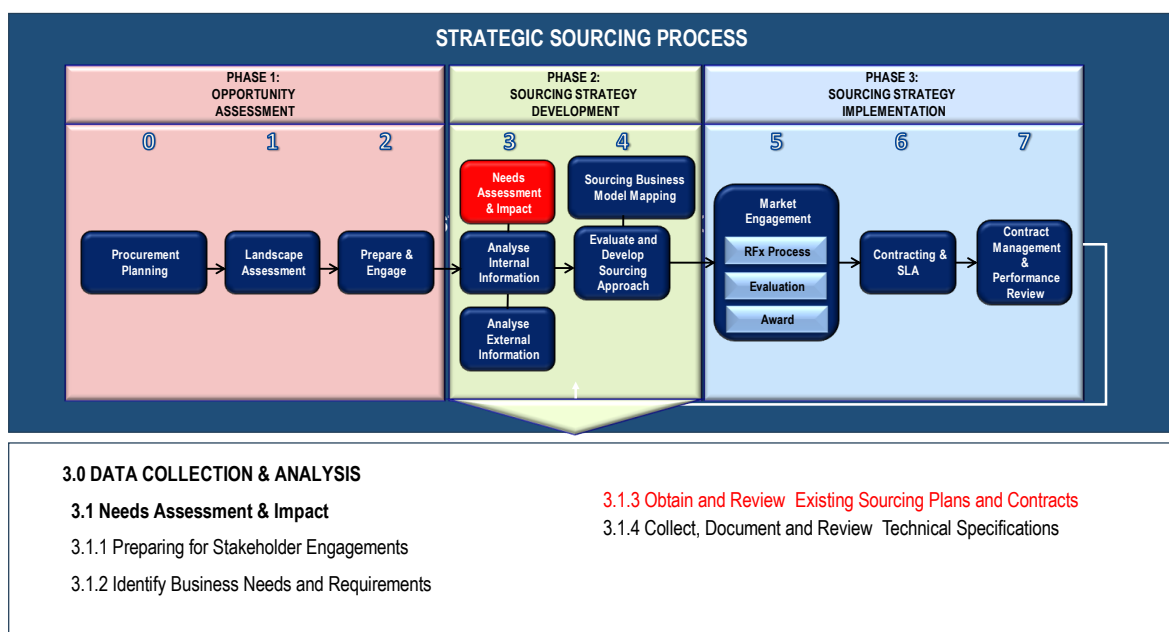 STRATEGIC SOURCING PROCESS
PHASE 1:
OPPORTUNITY
ASSESSMENT
PHASE 2:
SOURCING STRATEGY
DEVELOPMENT
PHASE 3:
SOURCING STRATEGY
IMPLEMENTATION
0
1
2
3
4
5
6
7
Procurement
Planning
Landscape
Assessment
Prepare &
Engage
Needs
Assessment
& Impact
Analyse
Internal
Information
Analyse
External
Information
Sourcing Business
Model Mapping
Evaluate and
Develop
Sourcing
Approach
Market
Engagement
RFx Process
Evaluation
Award
Contracting &
SLA
Contract
Management
&
Performance
Review
3.0 DATA COLLECTION & ANALYSIS
3.1 Needs Assessment & Impact
3.1.1 Preparing for Stakeholder Engagements
3.1.2 Identify Business Needs and Requirements
3.1.3 Obtain and Review Existing Sourcing Plans and Contracts
3.1.4 Collect, Document and Review Technical Specifications